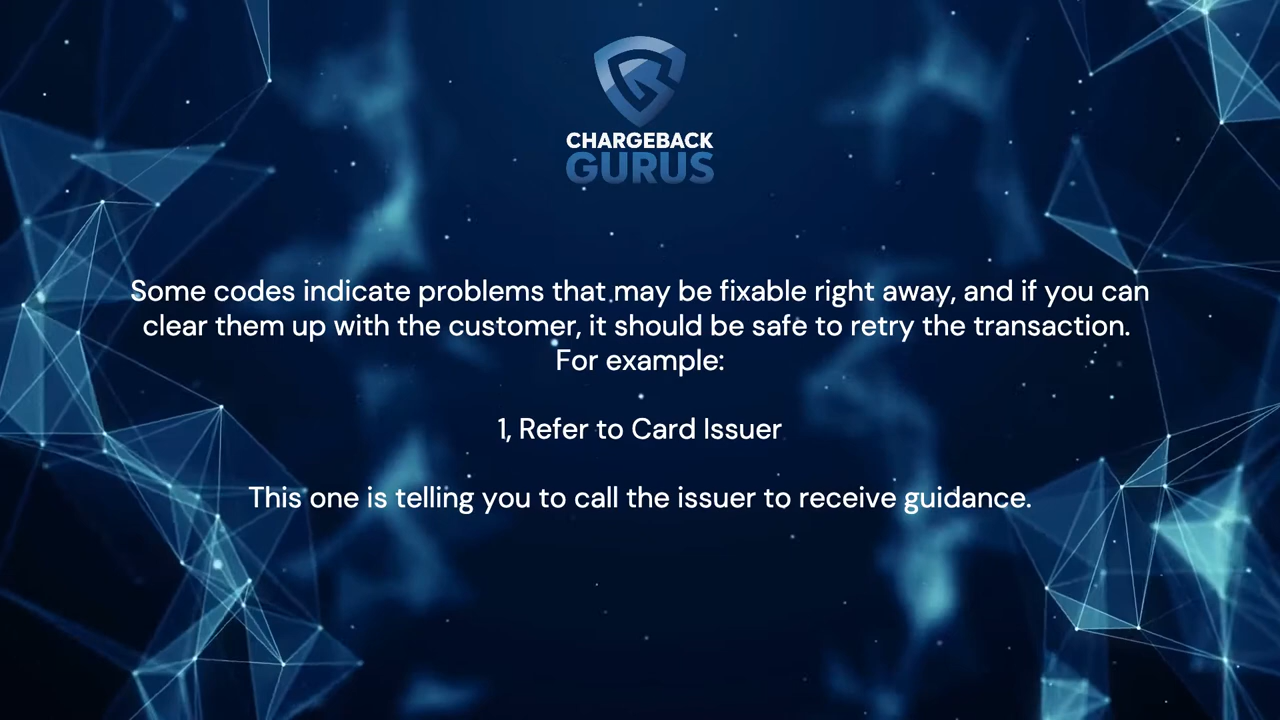 CHARGEBACK
GURUS
Some codes indicate problems that may be fixable right away, and if you can
clear them up with the customer, it should be safe to retry the transaction.
For example:
1, Refer to Card Issuer
This one is telling you to call the issuer to receive guidance.